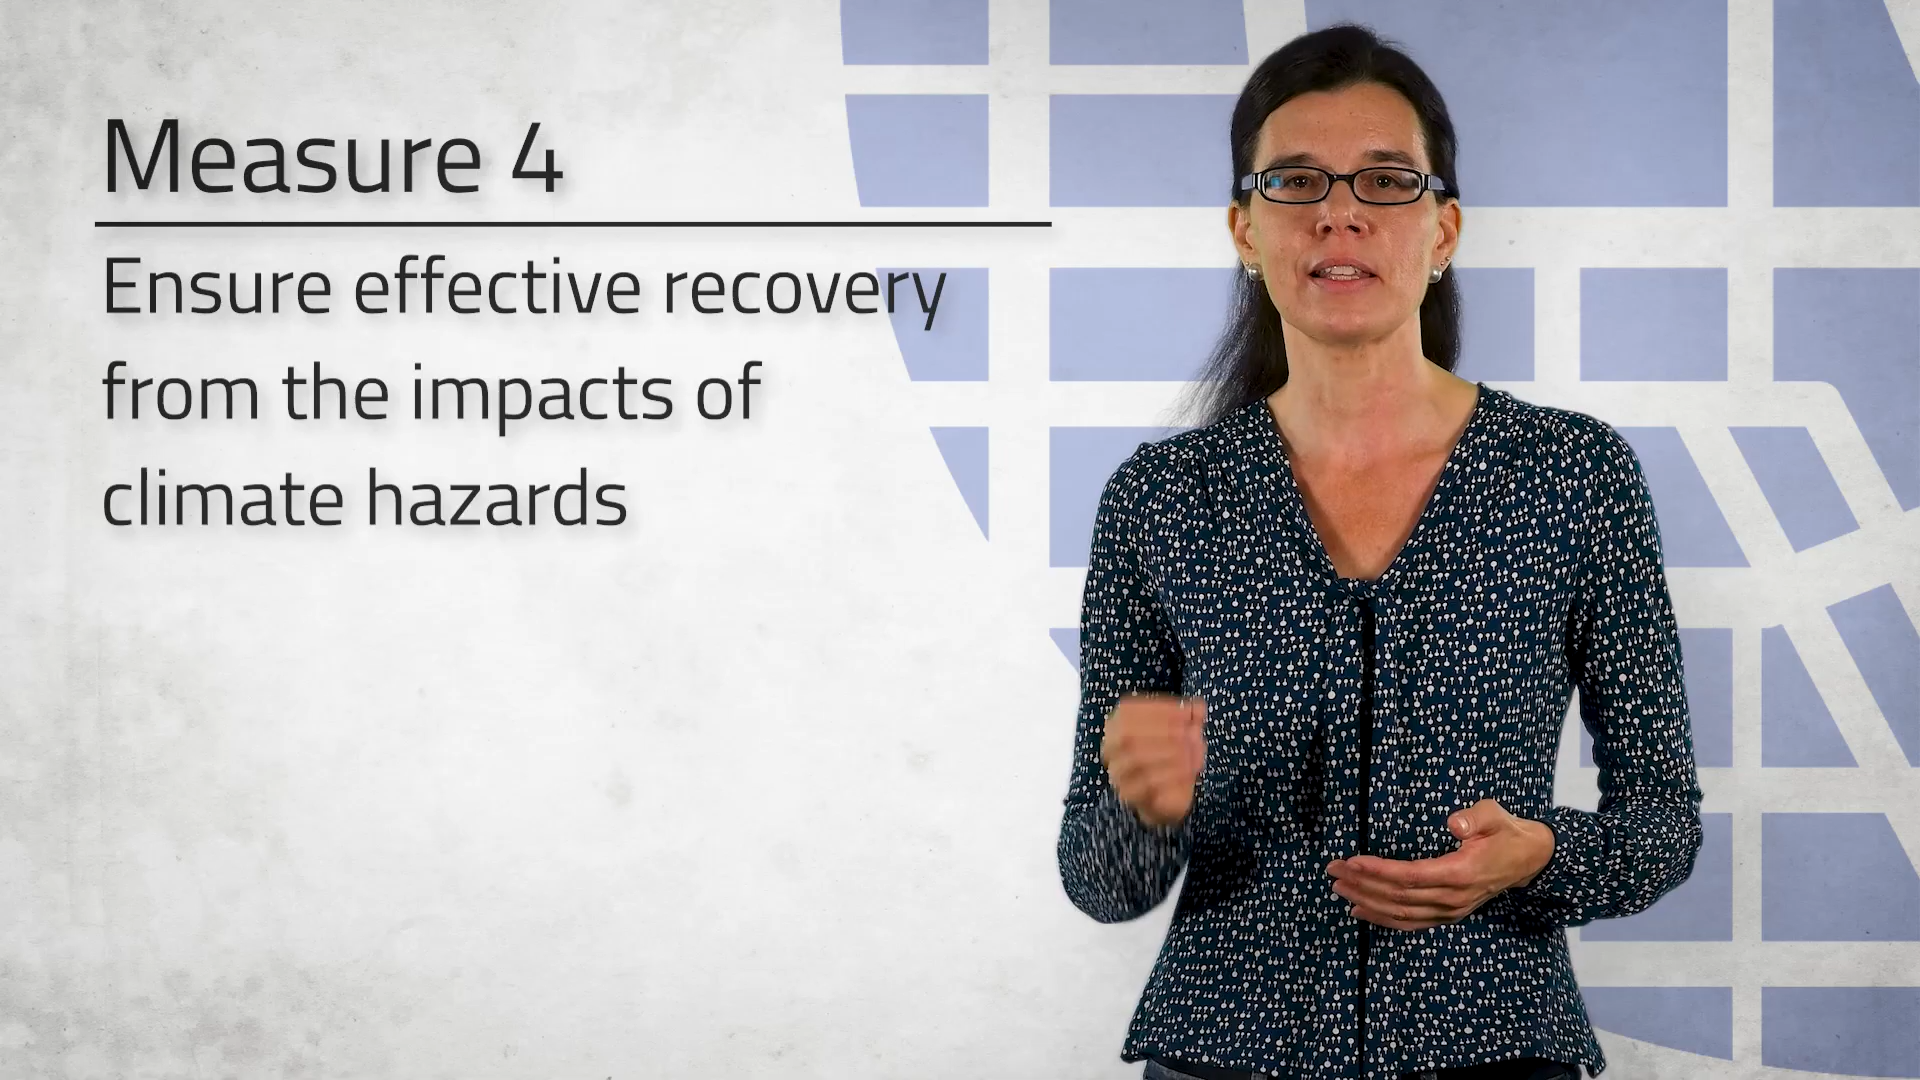 Measure 4
Ensure effective recovery
from the impacts of
climate hazards